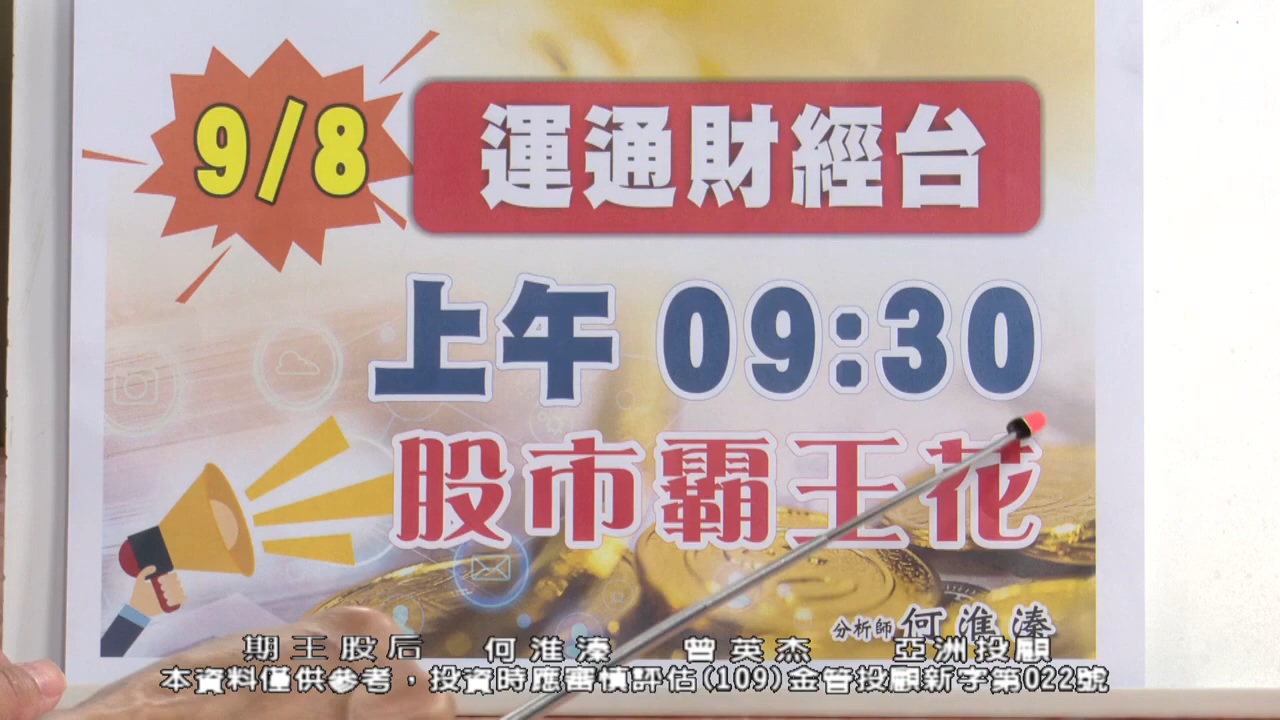 9/8 運通財經台
上午 09:30
股市霸王花
分析師 何淮溱
期王股后 何淮溱 曾英杰 亞洲投顧
本資料僅供參考，投資時應審慎評估(109)金管投顧新字第022號